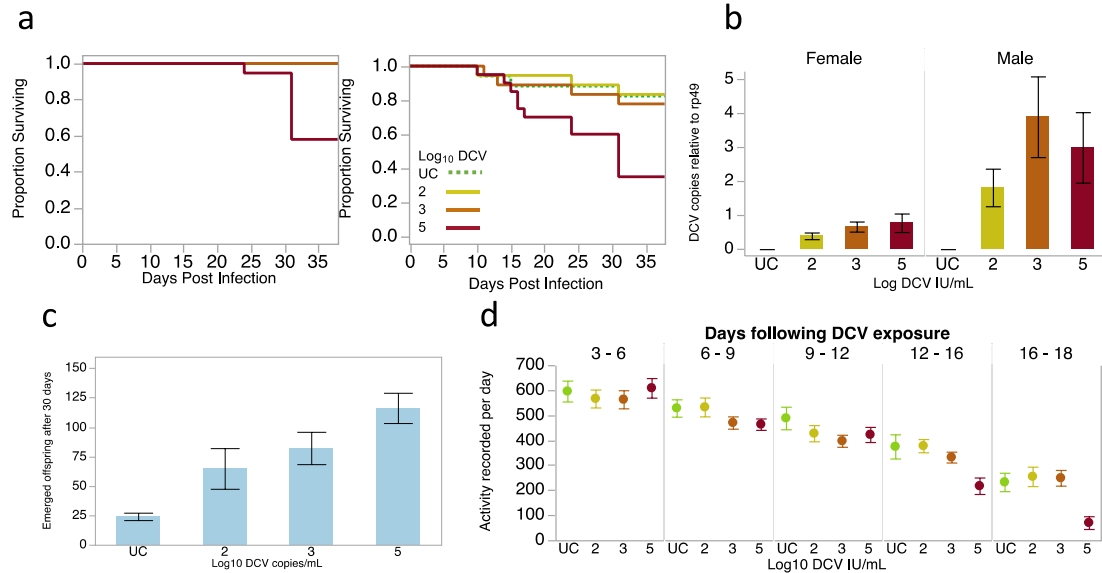 a
Proportion Surviving
1.0
0.8
0.6
0.4
0.2
0.0
0 5 10 15 20 25 30 35
Days Post Infection
Proportion Surviving
1.0
0.8
0.6
0.4
0.2
0.0
Log10 DCV
UC
2
3
5
0 5 10 15 20 25 30 35
Days Post Infection
b
Female Male
DCV copies relative to rp49
5
4
3
2
1
0
UC 2 3 5 UC 2 3 5
Log DCV IU/mL
c
Emerged offspring after 30 days
150
125
100
75
50
25
0
UC 2 3 5
Log10 DCV copies/mL
d
Days following DCV exposure
3 - 6 6 - 9 9 - 12 12 - 16 16 - 18
Activity recorded per day
700
600
500
400
300
200
100
0
UC 2 3 5 UC 2 3 5 UC 2 3 5 UC 2 3 5 UC 2 3 5
Log10 DCV IU/mL